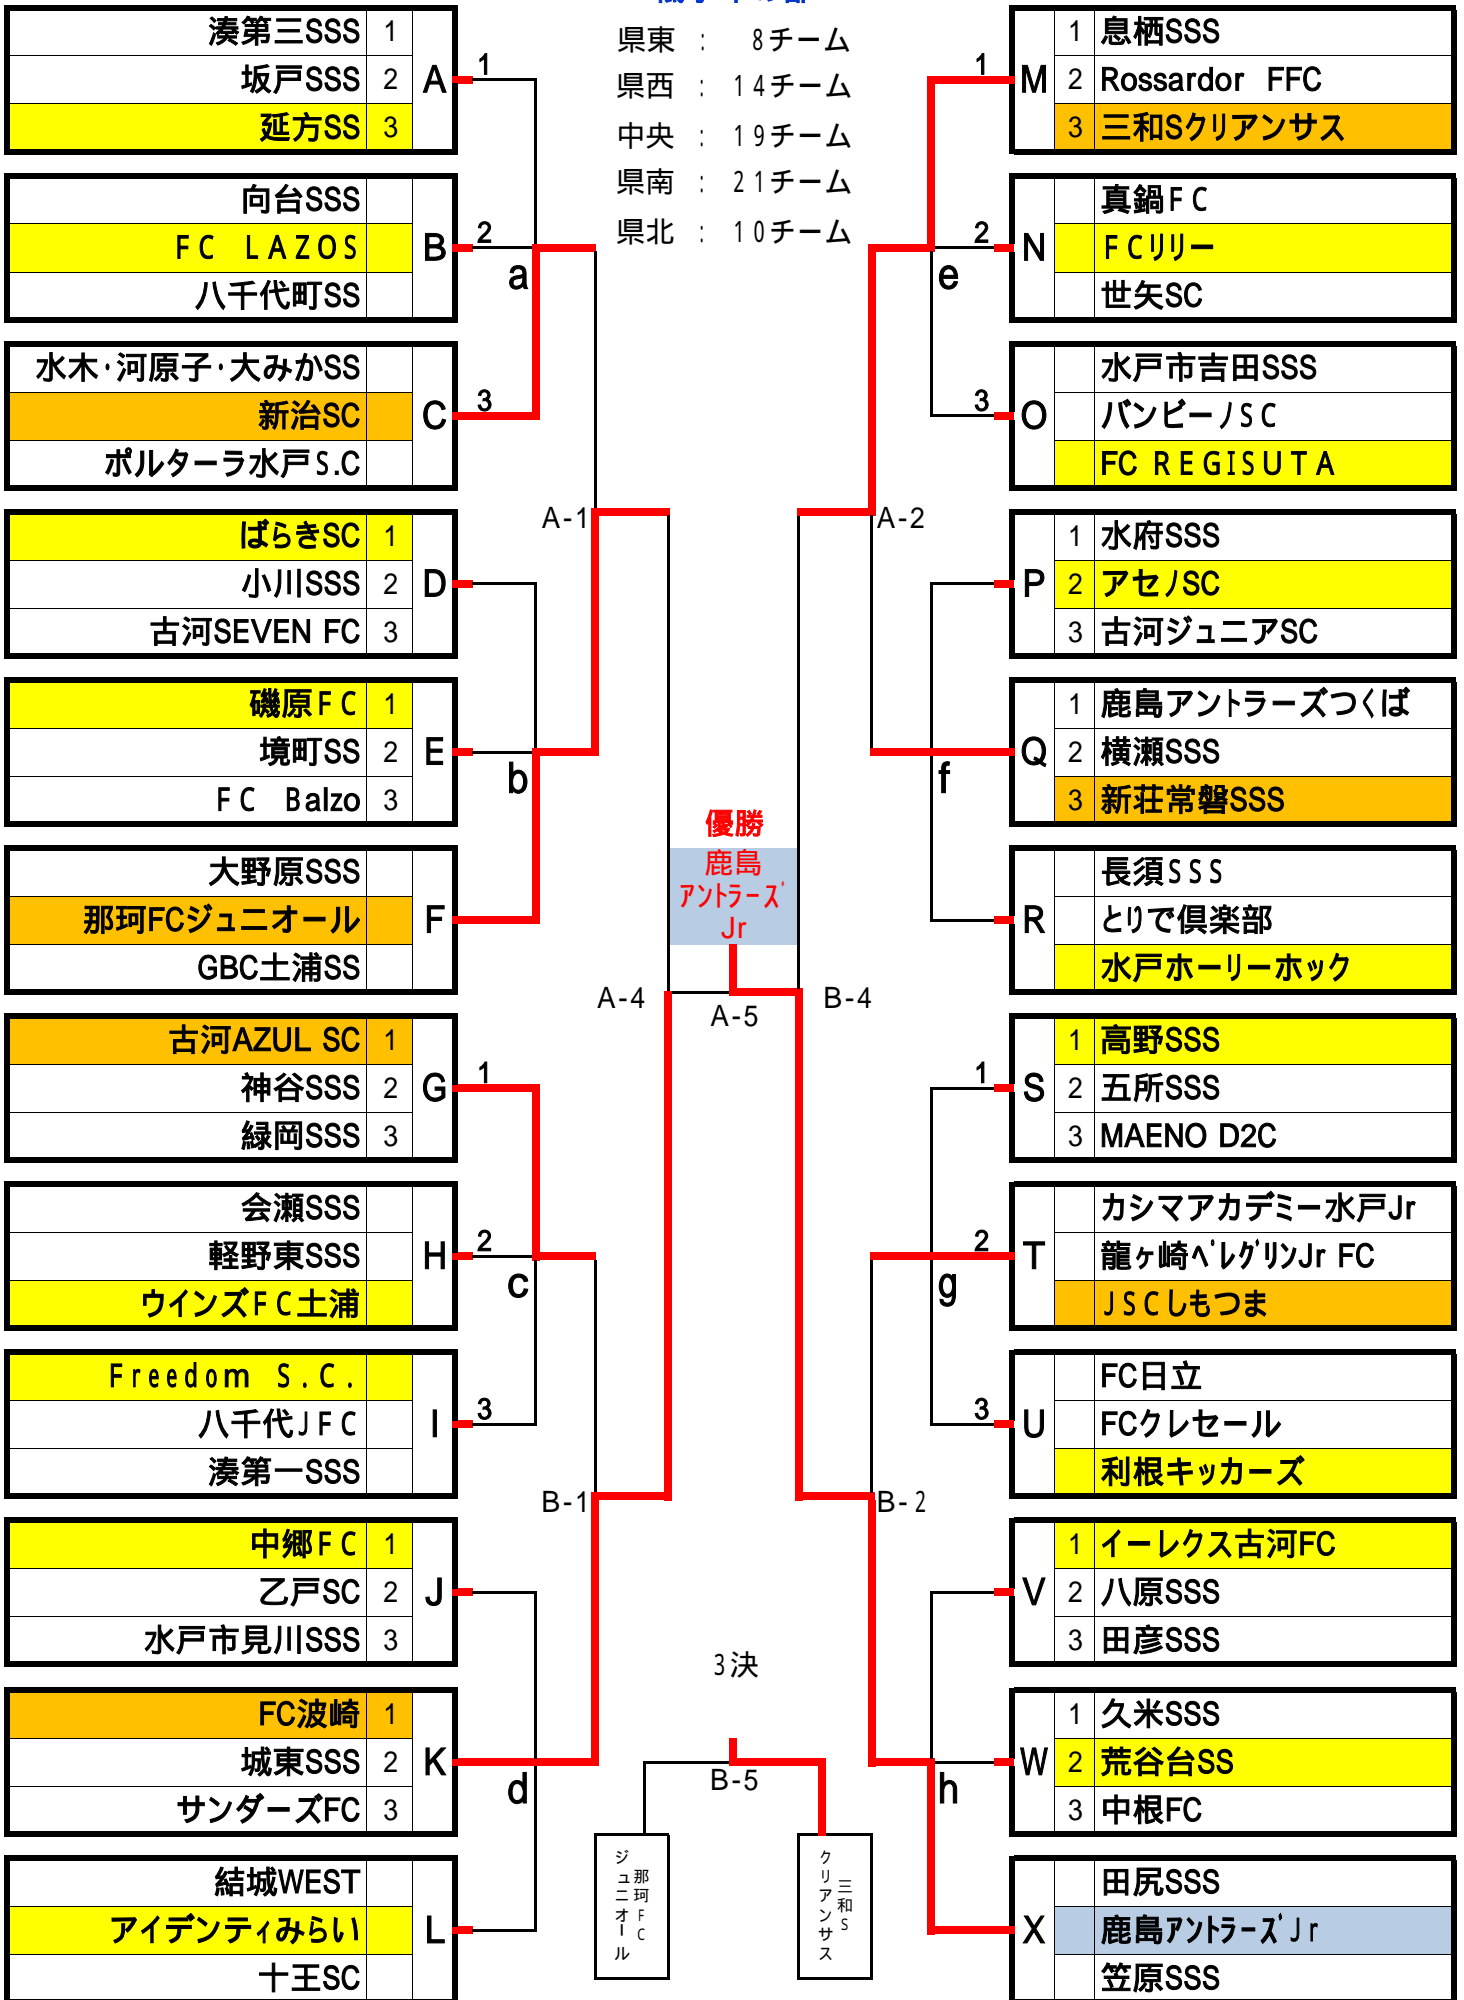 県東 : 8チーム
県西 : 14チーム
中央 : 19チーム
県南 : 21チーム
県北 : 10チーム
湊第三SSS 1
坂戸SSS 2
延方SS 3
A
1
向台SSS
FC LAZOS
八千代町SS
B
2
a
水木・河原子・大みかSS
新治SC
ポルターラ水戸S.C
C
3
A-1
ばらきSC 1
小川SSS 2
古河SEVEN FC 3
D
磯原FC 1
境町SS 2
FC Balzo 3
E
b
大野原SSS
那珂FCジュニオール
GBC土浦SS
F
A-4
古河AZUL SC 1
神谷SSS 2
緑岡SSS 3
G
1
会瀬SSS
軽野東SSS
ウインズFC土浦
H
2
c
Freedom S.C.
八千代JFC
湊第一SSS
I
3
B-1
中郷FC 1
乙戸SC 2
水戸市見川SSS 3
J
FC波崎 1
城東SSS 2
サンダーズFC 3
K
d
結城WEST
アイデンティみらい
十王SC
L
優勝
鹿島
アントラーズ
Jr
A-5
3決
B-5
那珂FC
ジュニオール
三和S
クリアンサス
1
M
1 息栖SSS
2 Rossardor FFC
3 三和Sクリアンサス
2
e
N
真鍋FC
FCリリー
世矢SC
3
O
水戸市吉田SSS
バンビーノSC
FC REGISUTA
A-2
P
1 水府SSS
2 アセノSC
3 古河ジュニアSC
f
Q
1 鹿島アントラーズつくば
2 横瀬SSS
3 新荘常磐SSS
R
長須SSS
とりで倶楽部
水戸ホーリーホック
B-4
1
S
1 高野SSS
2 五所SSS
3 MAENO D2C
2
g
T
カシマアカデミー水戸Jr
龍ヶ崎ペレグリンJr FC
JSCしもつま
3
U
FC日立
FCクレセール
利根キッカーズ
B-2
V
1 イーレクス古河FC
2 八原SSS
3 田彦SSS
h
W
1 久米SSS
2 荒谷台SS
3 中根FC
X
田尻SSS
鹿島アントラーズJr
笠原SSS